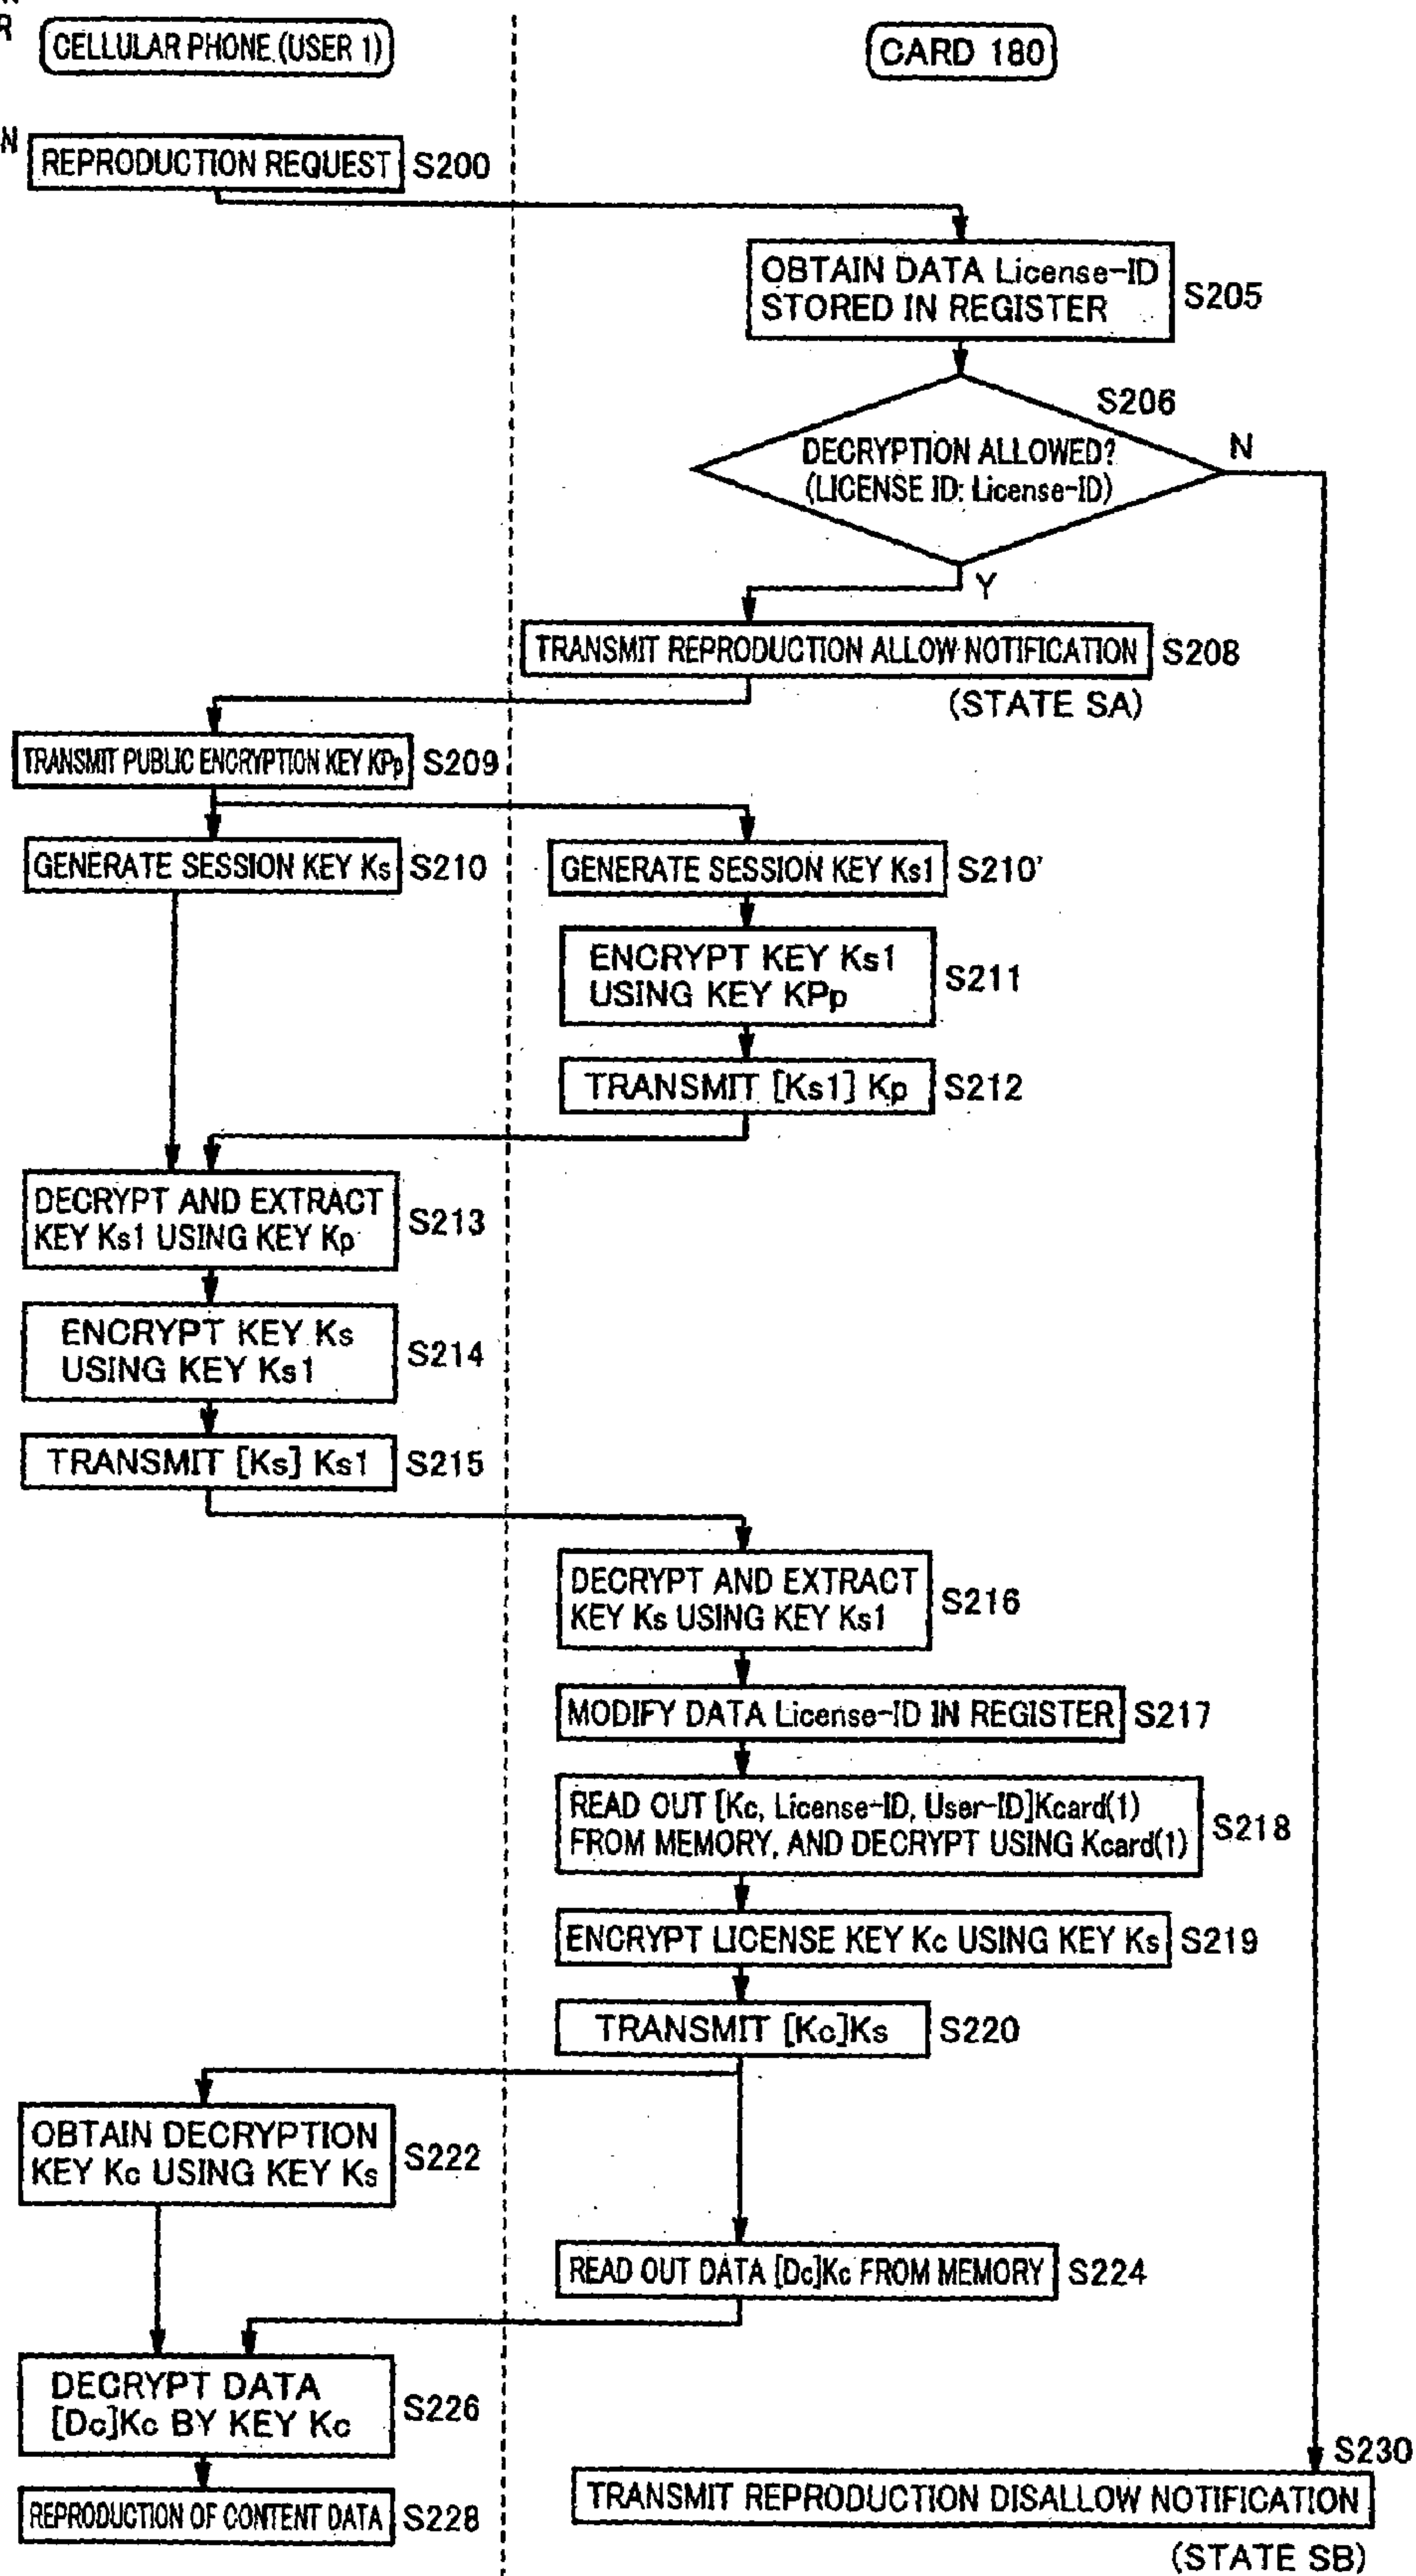 R
CELLULAR PHONE (USER 1)
CARD 180
N
REPRODUCTION REQUEST S200
OBTAIN DATA License-ID
STORED IN REGISTER
S205
S206
DECRYPTION ALLOWED?
(LICENSE ID: License-ID)
N
Y
TRANSMIT REPRODUCTION ALLOW NOTIFICATION S208
(STATE SA)
TRANSMIT PUBLIC ENCRYPTION KEY KPp S209
GENERATE SESSION KEY Ks S210
GENERATE SESSION KEY Ks1 S210'
ENCRYPT KEY Ks1
USING KEY KPp
S211
TRANSMIT [Ks1] Kp S212
DECRYPT AND EXTRACT
KEY Ks1 USING KEY Kp
S213
ENCRYPT KEY Ks
USING KEY Ks1
S214
TRANSMIT [Ks] Ks1 S215
DECRYPT AND EXTRACT
KEY Ks USING KEY Ks1
S216
MODIFY DATA License-ID IN REGISTER S217
READ OUT [Kc, License-ID, User-ID]Kcard(1)
FROM MEMORY, AND DECRYPT USING Kcard(1)
S218
ENCRYPT LICENSE KEY Kc USING KEY Ks S219
TRANSMIT [Kc]Ks S220
OBTAIN DECRYPTION
KEY Kc USING KEY Ks
S222
READ OUT DATA [Dc]Kc FROM MEMORY S224
DECRYPT DATA
[Dc]Kc BY KEY Kc
S226
S230
TRANSMIT REPRODUCTION DISALLOW NOTIFICATION
REPRODUCTION OF CONTENT DATA S228
(STATE SB)